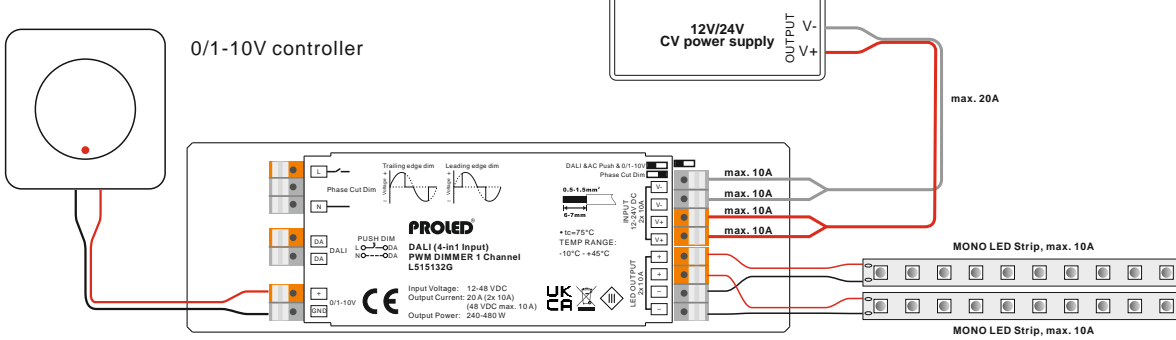 0/1-10V controller
12V/24V
CV power supply
OUTPUT
V-
V+
max. 20A
L
N
Phase Cut Dim
Trailing edge dim
Leading edge dim
Voltage
+
-
Voltage
+
-
DALI &AC Push & 0/1-10V
Phase Cut Dim
0.5-1.5mm²
6-7mm
• tc=75°C
TEMP RANGE:
-10°C - +45°C
V-
V-
V+
V+
INPUT
12-24V DC
2x 10A
max. 10A
max. 10A
max. 10A
max. 10A
DA
DA
DALI
PUSH DIM
L DA
N DA
PROLED®
DALI (4-in1 Input)
PWM DIMMER 1 Channel
L515132G
+
GND
0/1-10V
CE
Input Voltage: 12-48 VDC
Output Current: 20 A (2x 10A)
(48 VDC max. 10 A)
Output Power: 240-480 W
UK
CA
III
LED OUTPUT
2x 10A
+
+
−
−
MONO LED Strip, max. 10A
MONO LED Strip, max. 10A